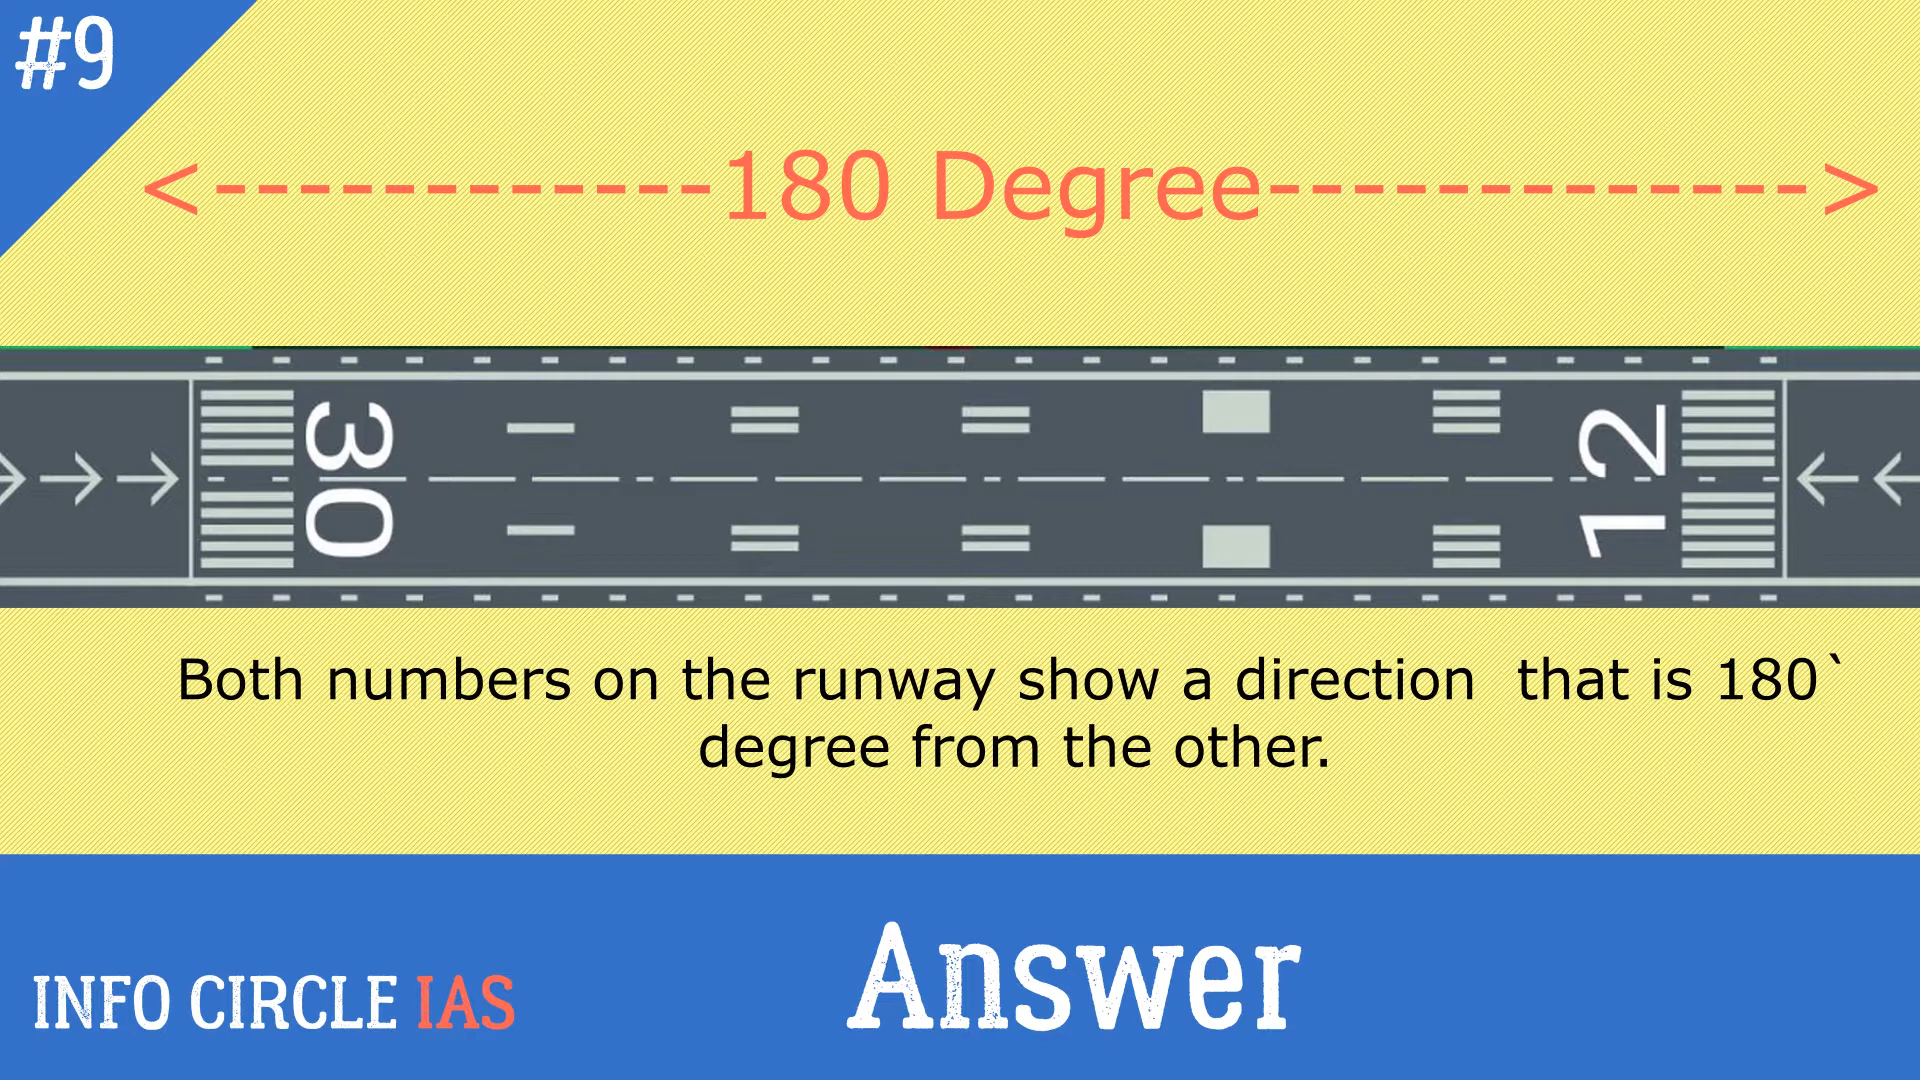 #9
<-------------180 Degree------------->
30
12
Both numbers on the runway show a direction  that is 180`
degree from the other.
INFO CIRCLE IAS
Answer